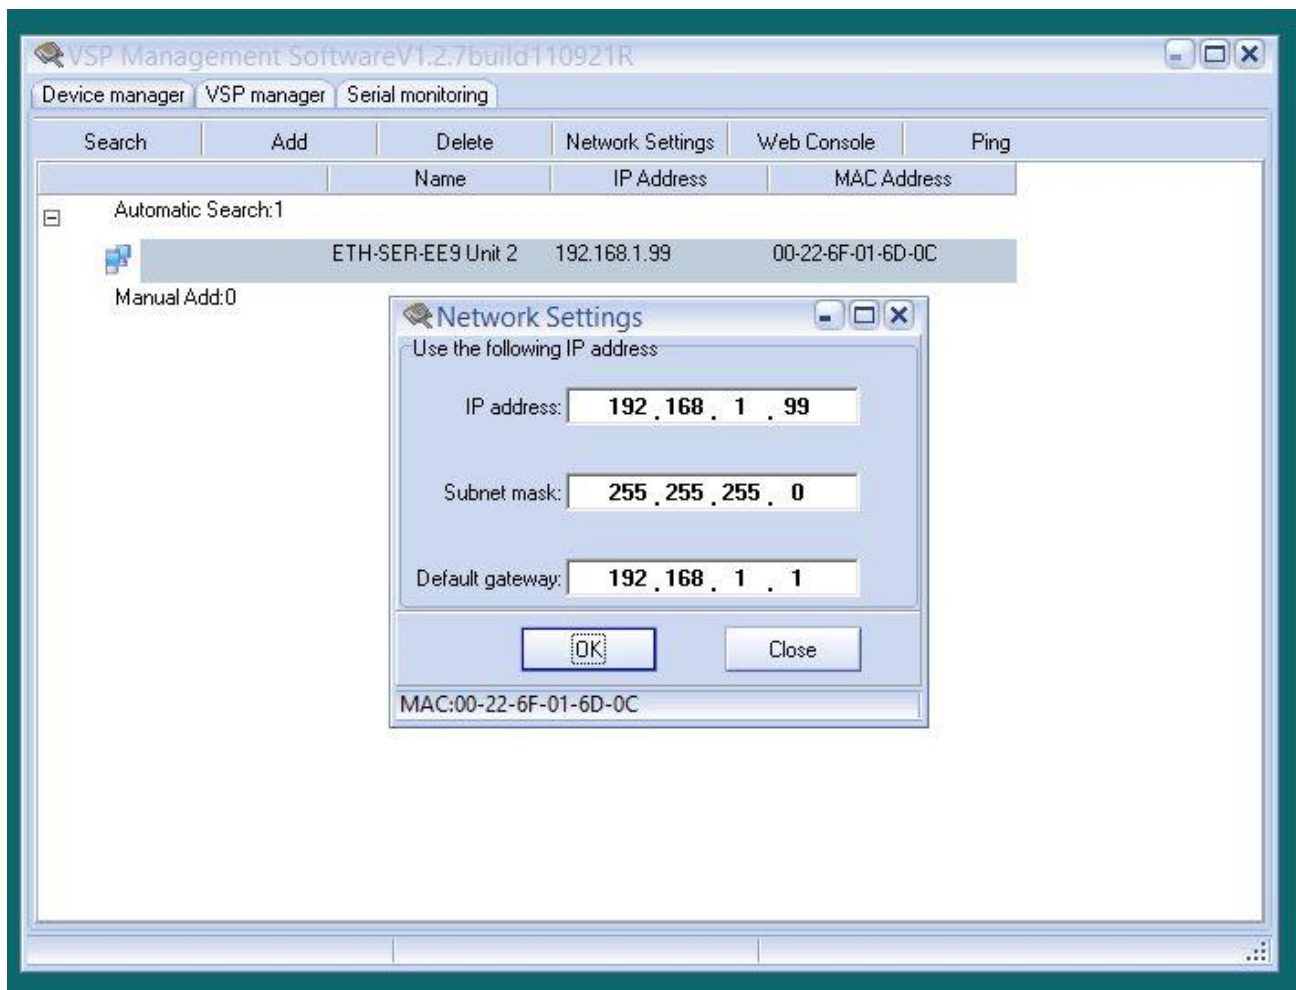 VSP Management SoftwareV1.2.7build110921R
Device manager VSP manager Serial monitoring
Search Add Delete Network Settings Web Console Ping
Name IP Address MAC Address
Automatic Search:1
ETH-SER-EE9 Unit 2 192.168.1.99 00-22-6F-01-6D-0C
Manual Add:0
Network Settings
Use the following IP address
IP address: 192 . 168 . 1 . 99
Subnet mask: 255 . 255 . 255 . 0
Default gateway: 192 . 168 . 1 . 1
OK Close
MAC:00-22-6F-01-6D-0C